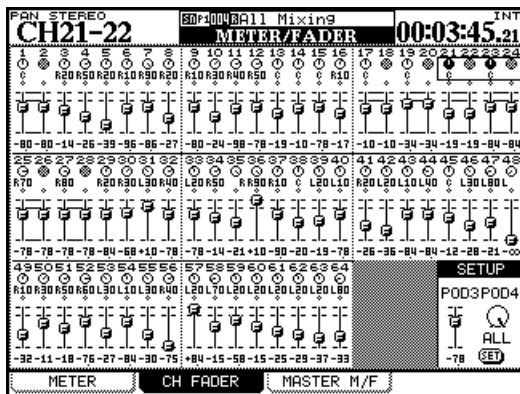 PAN STEREO
CH21-22
All Mixing
METER/FADER
INT
00:03:45.21
1 2 3 4 5 6 7 8 9 10 11 12 13 14 15 16 17 18 19 20 21 22 23 24
C R20 R50 R20 R10 R90 R20 R10 R30 R40 R50 C C C R10 C C C C
-80 -80 -14 -26 -39 -96 -86 -27 -80 -24 -98 -78 -19 -10 -78 -17 -10 -10 -34 -34 -19 -19 -84 -84
25 26 27 28 29 30 31 32 33 34 35 36 37 38 39 40 41 42 43 44 45 46 47 48
R70 R80 R20 R30 L30 R40 L20 R50 R R90 R10 C L20 L10 R20 L20 L10 L40 C L30 L80 L
-78 -78 -78 -78 -84 -68 +10 -78 -78 -14 -21 +10 -90 -20 -19 -78 -26 -36 -84 -84 -12 -28 -21 -∞
49 50 51 52 53 54 55 56 57 58 59 60 61 62 63 64
R10 R30 R50 R60 L30 L10 L30 R40 L20 L70 L20 L20 L20 L20 L50 L80
-32 -11 -18 -76 -27 -84 -30 -75 +84 -15 -58 -15 -25 -29 -37 -33
SETUP
POD3 POD4
ALL
-78
SET
METER
CH FADER
MASTER M/F